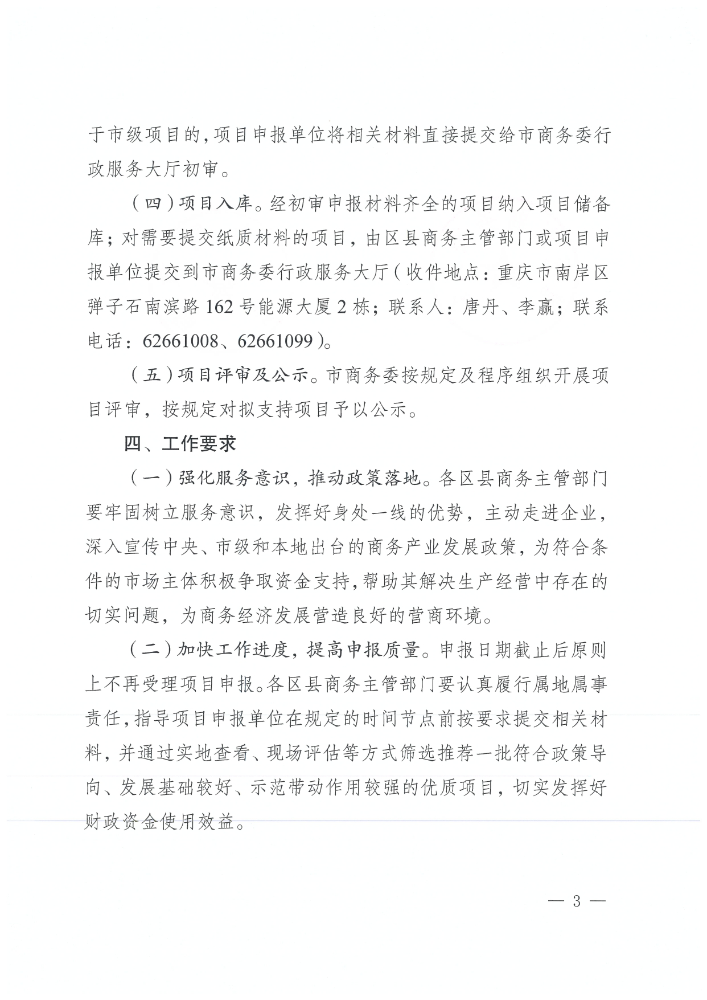 于市级项目的，项目申报单位将相关材料直接提交给市商务委行
政服务大厅初审。
（四）项目入库。经初审申报材料齐全的项目纳入项目储备
库；对需要提交纸质材料的项目，由区县商务主管部门或项目申
报单位提交到市商务委行政服务大厅（收件地点：重庆市南岸区
弹子石南滨路 162 号能源大厦 2 栋；联系人：唐丹、李赢；联系
电话：62661008、62661099）。
（五）项目评审及公示。市商务委按规定及程序组织开展项
目评审，按规定对拟支持项目予以公示。
四、工作要求
（一）强化服务意识，推动政策落地。各区县商务主管部门
要牢固树立服务意识，发挥好身处一线的优势，主动走进企业，
深入宣传中央、市级和本地出台的商务产业发展政策，为符合条
件的市场主体积极争取资金支持，帮助其解决生产经营中存在的
切实问题，为商务经济发展营造良好的营商环境。
（二）加快工作进度，提高申报质量。申报日期截止后原则
上不再受理项目申报。各区县商务主管部门要认真履行属地属事
责任，指导项目申报单位在规定的时间节点前按要求提交相关材
料，并通过实地查看、现场评估等方式筛选推荐一批符合政策导
向、发展基础较好、示范带动作用较强的优质项目，切实发挥好
财政资金使用效益。
— 3 —